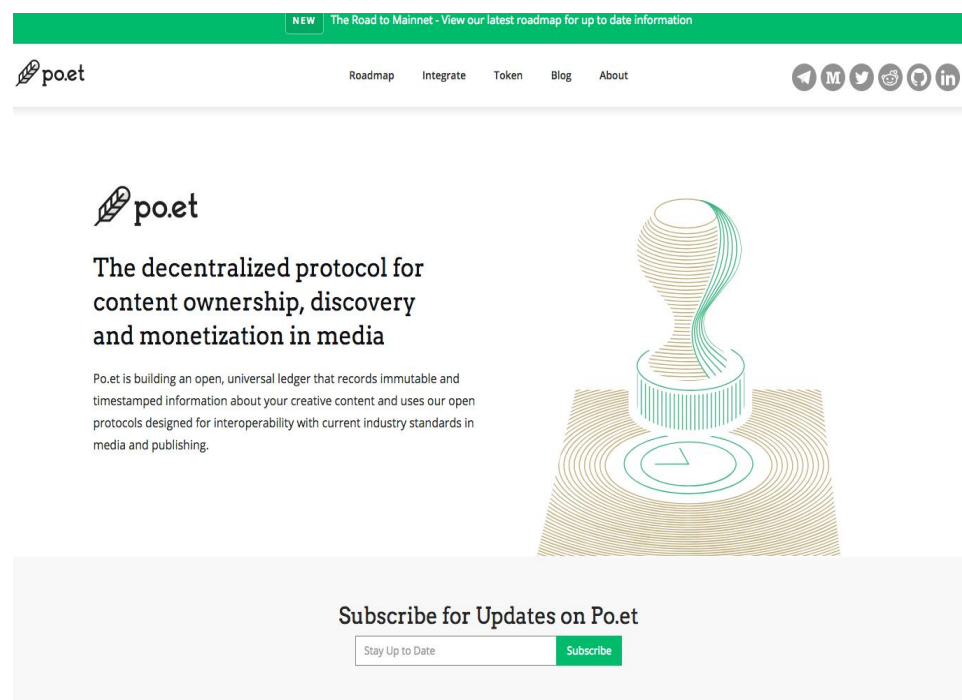 NEW The Road to Mainnet - View our latest roadmap for up to date information
po.et Roadmap Integrate Token Blog About M in
po.et
The decentralized protocol for
content ownership, discovery
and monetization in media
Po.et is building an open, universal ledger that records immutable and
timestamped information about your creative content and uses our open
protocols designed for interoperability with current industry standards in
media and publishing.
Subscribe for Updates on Po.et
Stay Up to Date Subscribe